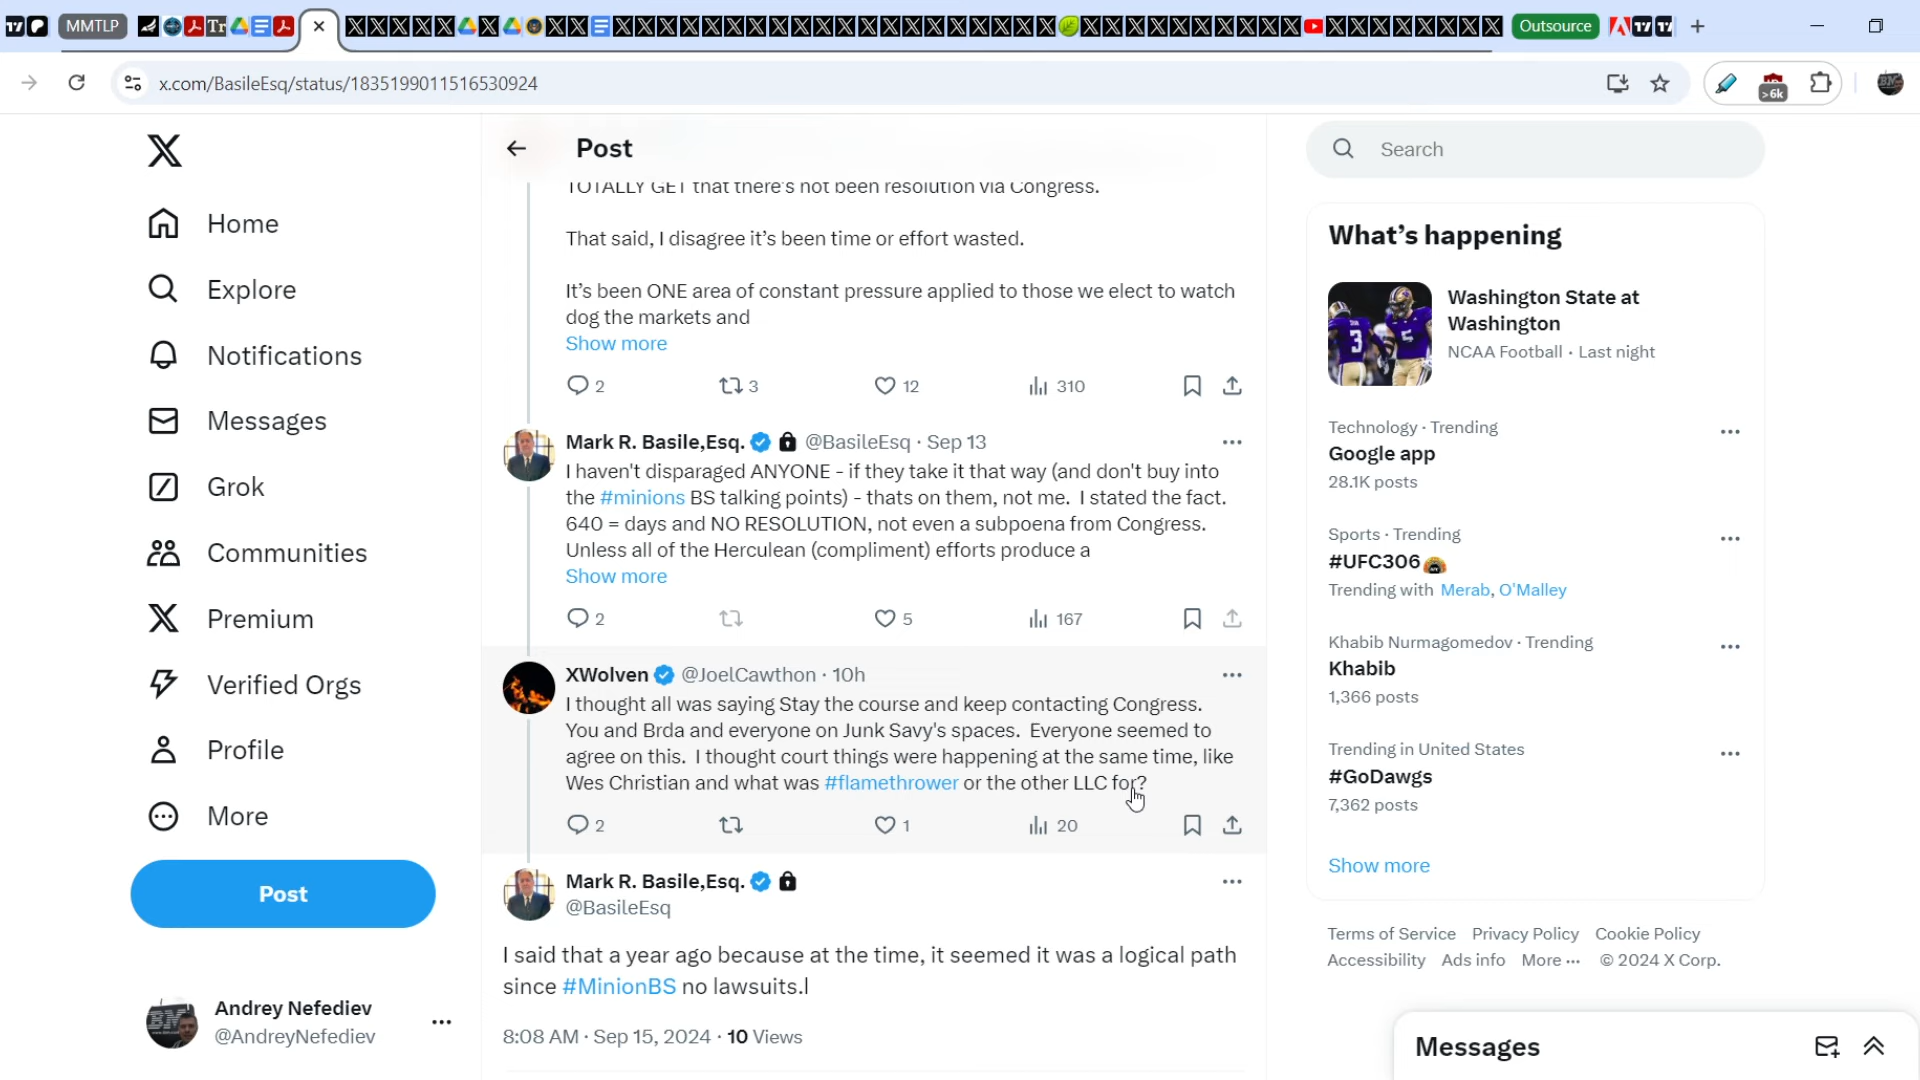 MMTLP
Tr
Outsource
x.com/BasileEsq/status/1835199011516530924
>6k
Home
Explore
Notifications
Messages
Grok
Communities
Premium
Verified Orgs
Profile
More
Post
Andrey Nefediev
@AndreyNefediev
Post
TOTALLY GET that there's not been resolution via Congress.
That said, I disagree it's been time or effort wasted.
It's been ONE area of constant pressure applied to those we elect to watch
dog the markets and
Show more
2 3 12 310
Mark R. Basile,Esq. @BasileEsq · Sep 13
I haven't disparaged ANYONE - if they take it that way (and don't buy into
the #minions BS talking points) - thats on them, not me. I stated the fact.
640 = days and NO RESOLUTION, not even a subpoena from Congress.
Unless all of the Herculean (compliment) efforts produce a
Show more
2 5 167
XWolven @JoelCawthon · 10h
I thought all was saying Stay the course and keep contacting Congress.
You and Brda and everyone on Junk Savy's spaces. Everyone seemed to
agree on this. I thought court things were happening at the same time, like
Wes Christian and what was #flamethrower or the other LLC for?
2 1 20
Mark R. Basile,Esq.
@BasileEsq
I said that a year ago because at the time, it seemed it was a logical path
since #MinionBS no lawsuits.I
8:08 AM · Sep 15, 2024 · 10 Views
Search
What's happening
Washington State at
Washington
NCAA Football · Last night
Technology · Trending
Google app
28.1K posts
Sports · Trending
#UFC306
Trending with Merab, O'Malley
Khabib Nurmagomedov · Trending
Khabib
1,366 posts
Trending in United States
#GoDawgs
7,362 posts
Show more
Terms of Service Privacy Policy Cookie Policy
Accessibility Ads info More ··· © 2024 X Corp.
Messages